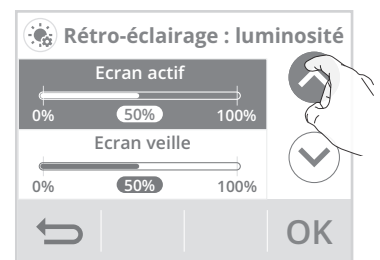 Rétro-éclairage : luminosité
Ecran actif
0% 50% 100%
Ecran veille
0% 50% 100%
OK